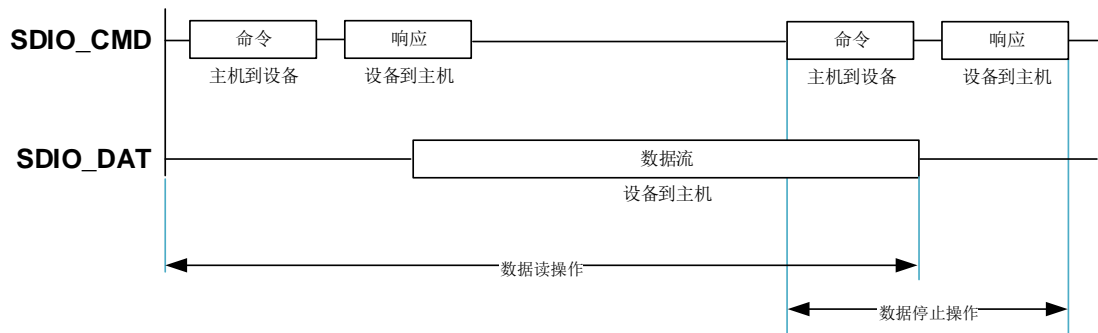 SDIO_CMD
命令
响应
命令
响应
主机到设备
设备到主机
主机到设备
设备到主机
SDIO_DAT
数据流
设备到主机
数据读操作
数据停止操作